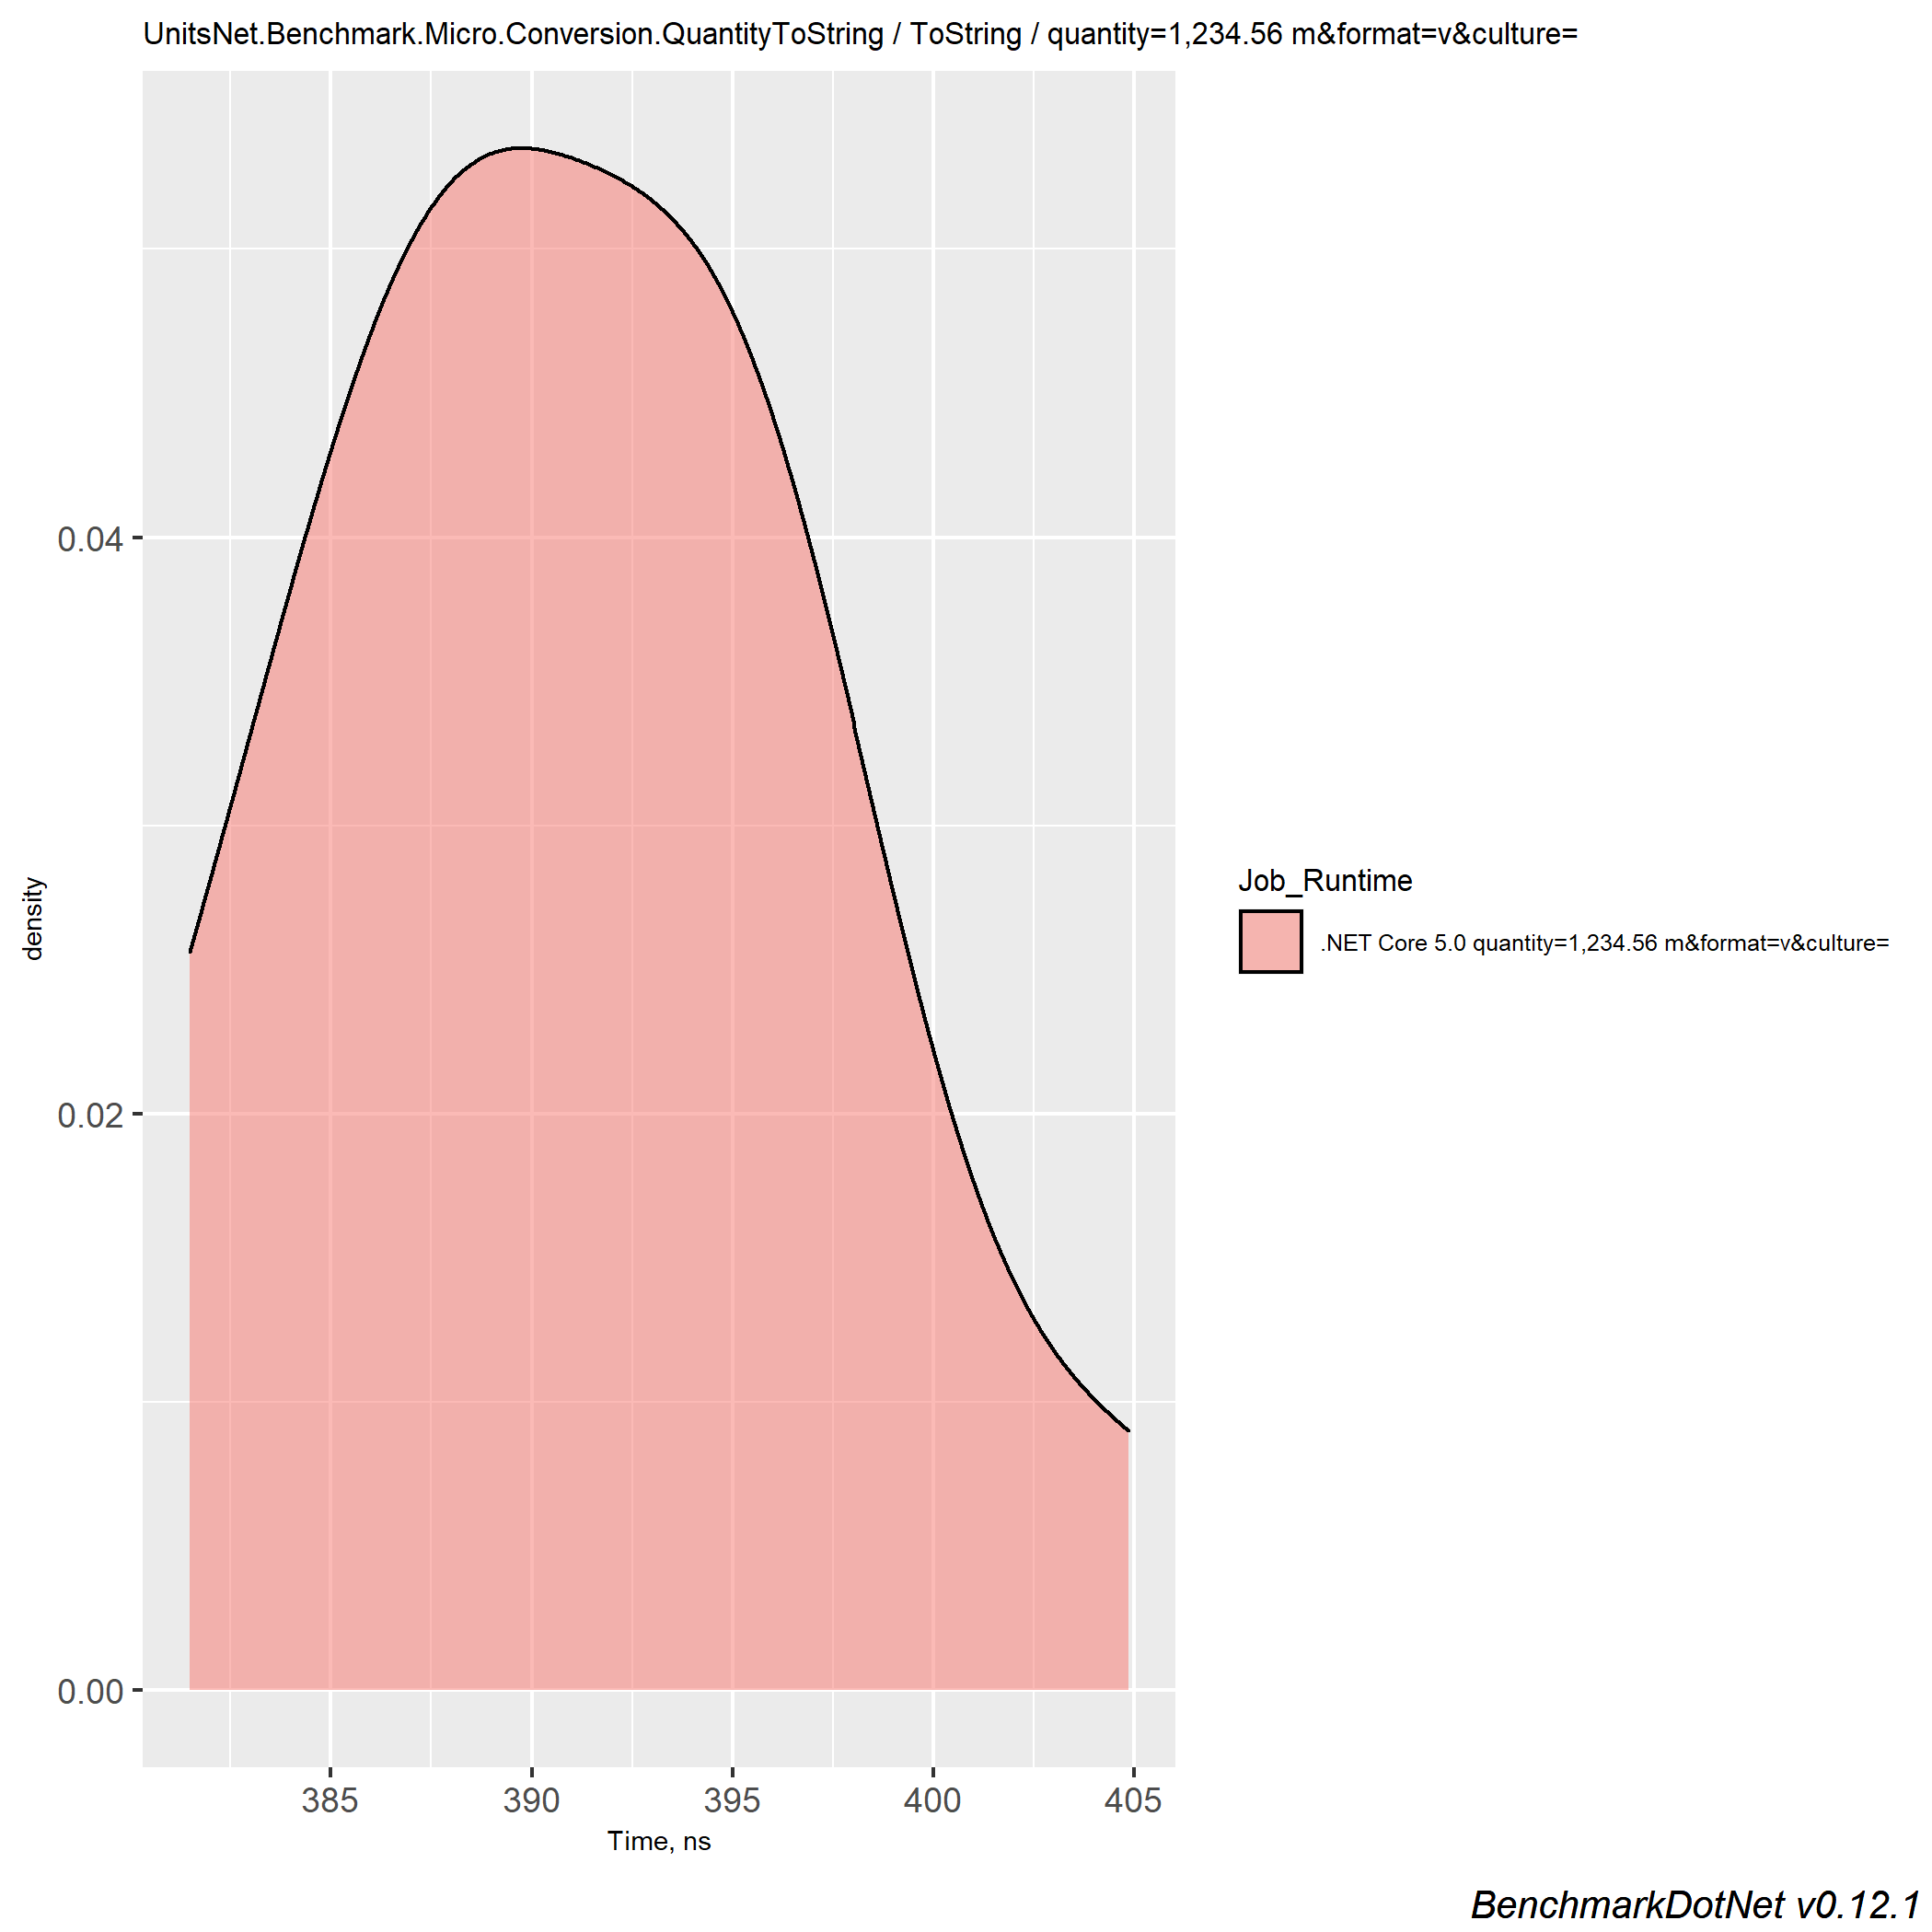 UnitsNet.Benchmark.Micro.Conversion.QuantityToString / ToString / quantity=1,234.56 m&format=v&culture=
0.04
0.02
0.00
density
385
390
395
400
405
Time, ns
Job_Runtime
.NET Core 5.0 quantity=1,234.56 m&format=v&culture=
BenchmarkDotNet v0.12.1